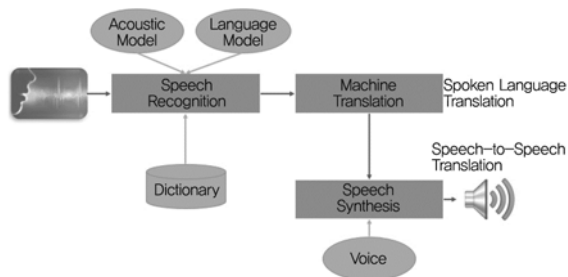 Acoustic
Model
Language
Model
Speech
Recognition
Machine
Translation
Spoken Language
Translation
Speech-to-Speech
Translation
Dictionary
Speech
Synthesis
Voice